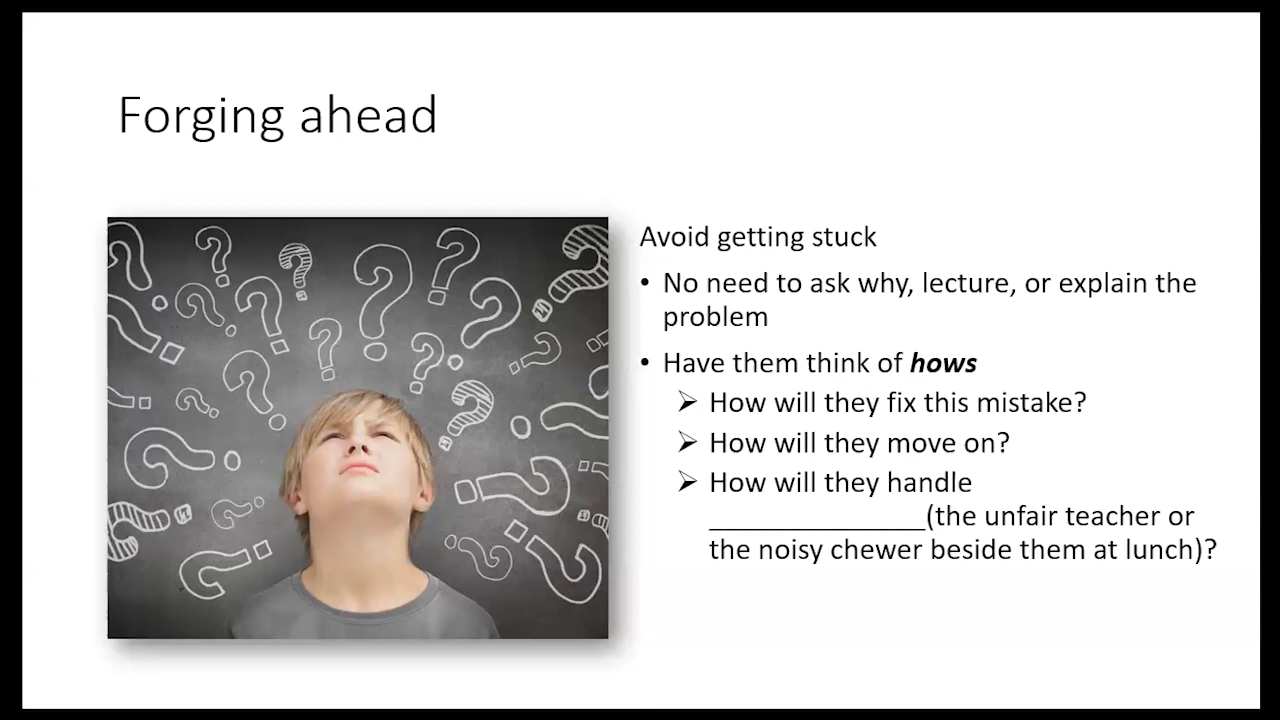 Forging ahead
Avoid getting stuck
• No need to ask why, lecture, or explain the
problem
• Have them think of hows
➢ How will they fix this mistake?
➢ How will they move on?
➢ How will they handle
_______________(the unfair teacher or
the noisy chewer beside them at lunch)?